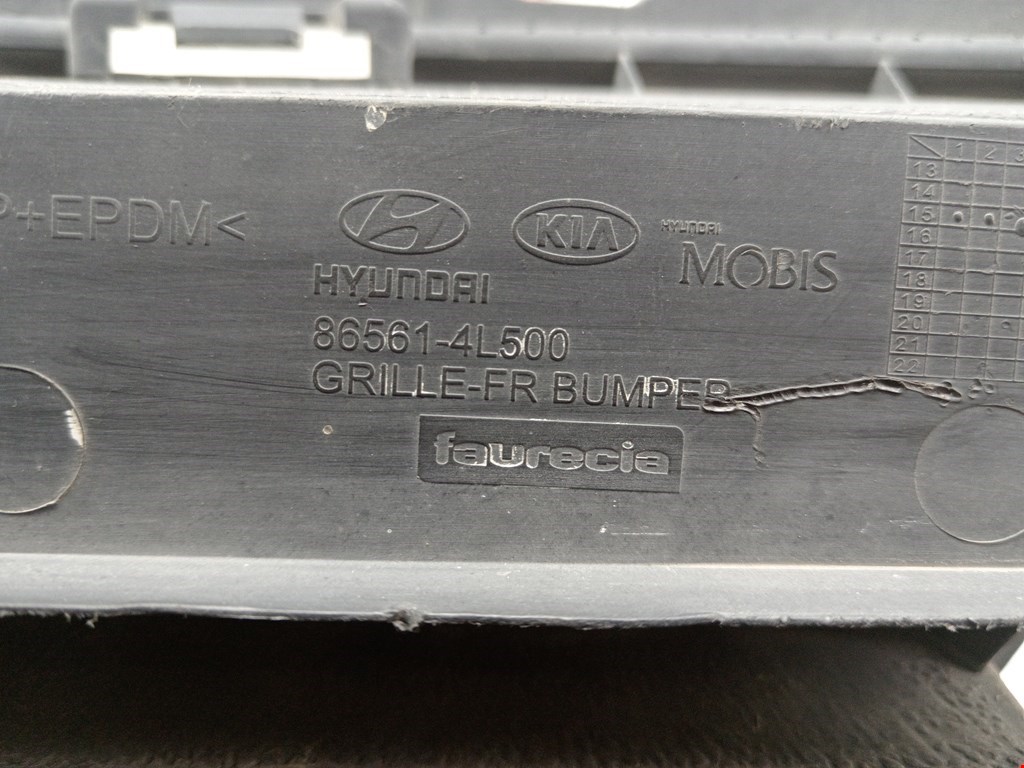 P+EPDM<
KIA
HYUNDAI
MOBIS
HYUNDAI
86561-4L500
GRILLE-FR BUMPER
faurecia
1 2 3
13
14
15
16
17
18
19
20
21
22